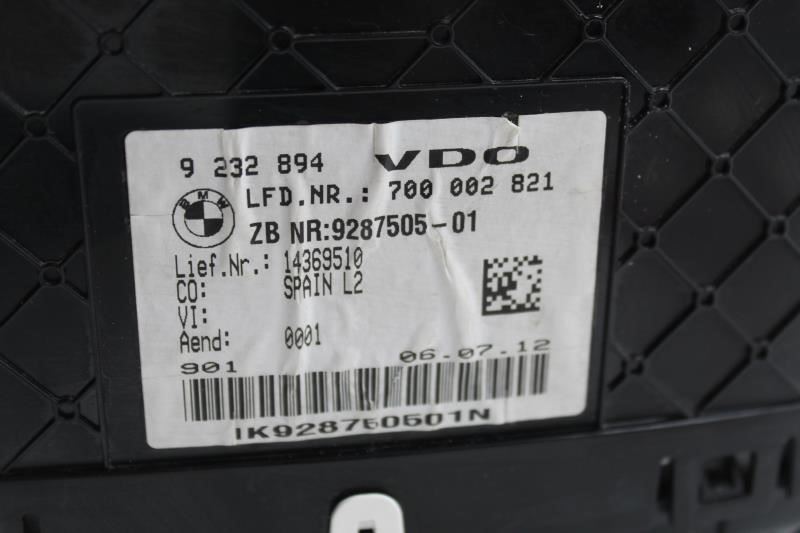 9 232 894 VDO
BMW
LFD.NR.: 700 002 821
ZB NR:9287505-01
Lief.Nr.: 14369510
CO: SPAIN L2
VI:
Aend: 0001
901 06.07.12
IK928750501N